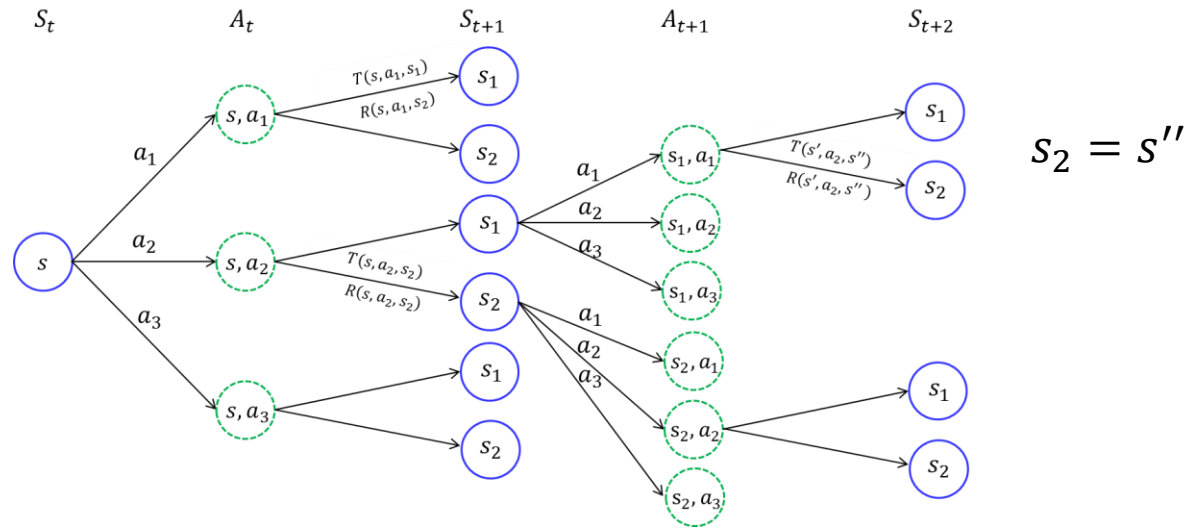 S_t A_t S_{t+1} A_{t+1} S_{t+2}
s
a_1
a_2
a_3
s, a_1
s, a_2
s, a_3
T(s, a_1, s_1)
R(s, a_1, s_2)
T(s, a_2, s_2)
R(s, a_2, s_2)
s_1
s_2
s_1
s_2
s_1
s_2
a_1
a_2
a_3
a_1
a_2
a_3
s_1, a_1
s_1, a_2
s_1, a_3
s_2, a_1
s_2, a_2
s_2, a_3
T(s', a_2, s'')
R(s', a_2, s'')
s_1
s_2
s_1
s_2
s_2 = s''